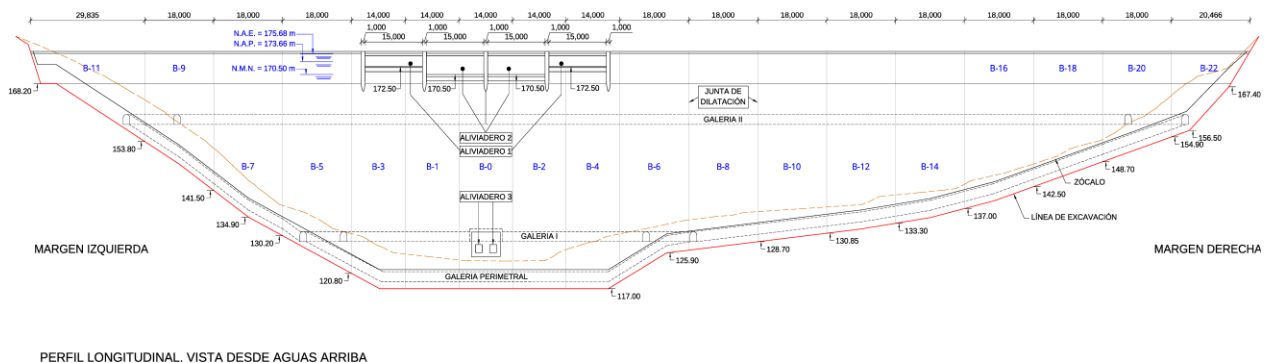 29,835 18,000 18,000 18,000 14,000 14,000 14,000 14,000 14,000 18,000 18,000 18,000 18,000 18,000 18,000 18,000 18,000 20,466
1,000 1,000 1,000 1,000 1,000
15,000 15,000 15,000 15,000
N.A.E. = 175.68 m
N.A.P. = 173.66 m
N.M.N. = 170.50 m
B-11 B-9 B-16 B-18 B-20 B-22
172.50 170.50 170.50 172.50
168.20
167.40
JUNTA DE
DILATACIÓN
GALERIA II
ALIVIADERO 2
ALIVIADERO 1
156.50
154.90
153.80
B-7 B-5 B-3 B-1 B-0 B-2 B-4 B-6 B-8 B-10 B-12 B-14
148.70
ZÓCALO
142.50
141.50
ALIVIADERO 3
LÍNEA DE EXCAVACIÓN
137.00
134.90
133.30
130.20
GALERIA I
130.85
128.70
125.90
MARGEN IZQUIERDA
MARGEN DERECHA
120.80
GALERIA PERIMETRAL
117.00
PERFIL LONGITUDINAL. VISTA DESDE AGUAS ARRIBA